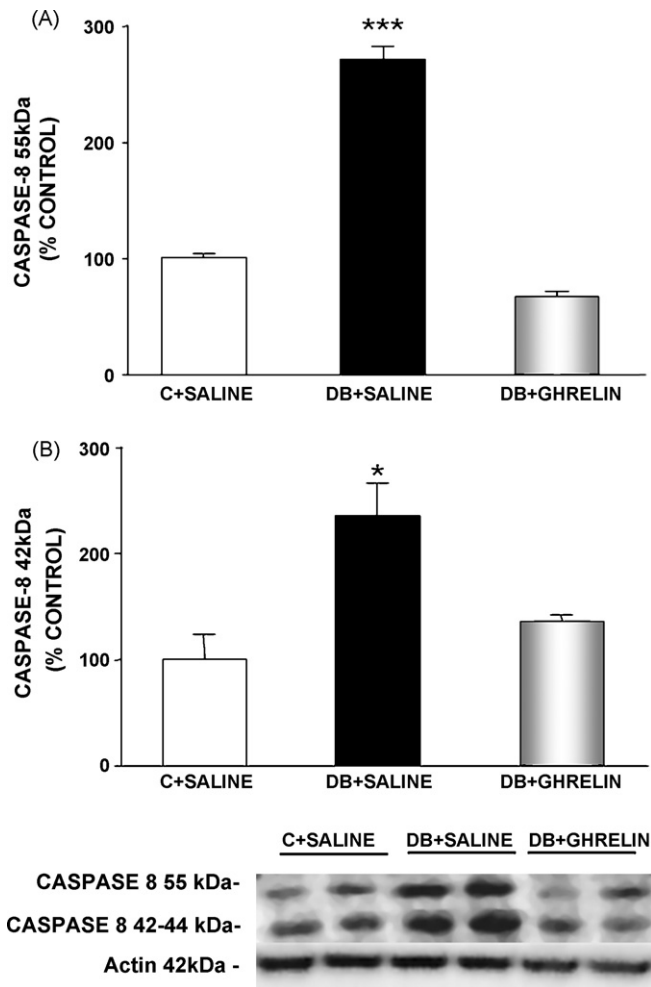 (A)
CASPASE-8 55kDa
(% CONTROL)
300
200
100
0
***
C+SALINE DB+SALINE DB+GHRELIN
(B)
CASPASE-8 42kDa
(% CONTROL)
300
200
100
0
*
C+SALINE DB+SALINE DB+GHRELIN
C+SALINE DB+SALINE DB+GHRELIN
CASPASE 8 55 kDa-
CASPASE 8 42-44 kDa-
Actin 42kDa -